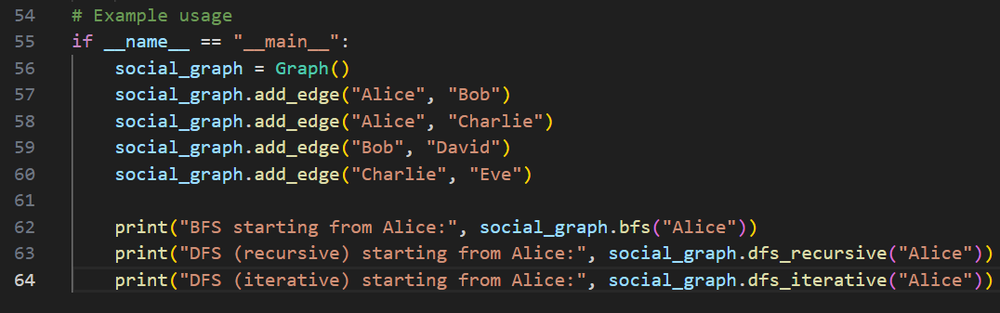 54 # Example usage
55 if __name__ == "__main__":
56     social_graph = Graph()
57     social_graph.add_edge("Alice", "Bob")
58     social_graph.add_edge("Alice", "Charlie")
59     social_graph.add_edge("Bob", "David")
60     social_graph.add_edge("Charlie", "Eve")
61
62     print("BFS starting from Alice:", social_graph.bfs("Alice"))
63     print("DFS (recursive) starting from Alice:", social_graph.dfs_recursive("Alice"))
64     print("DFS (iterative) starting from Alice:", social_graph.dfs_iterative("Alice"))